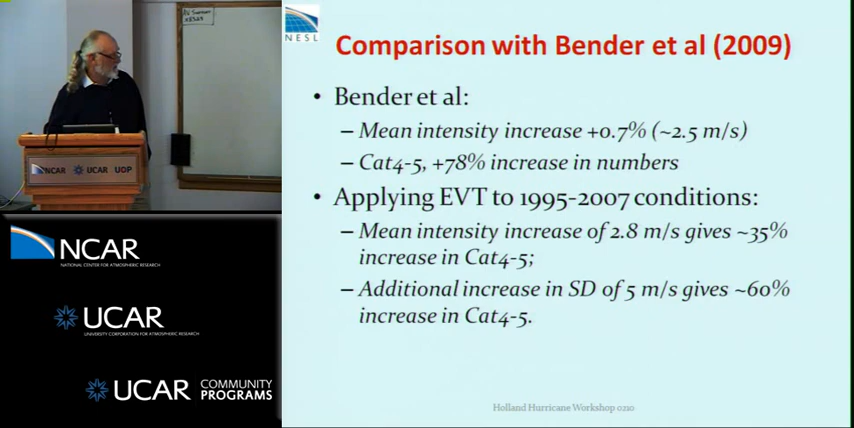 NESL
Comparison with Bender et al (2009)
• Bender et al:
– Mean intensity increase +0.7% (~2.5 m/s)
– Cat4-5, +78% increase in numbers
• Applying EVT to 1995-2007 conditions:
– Mean intensity increase of 2.8 m/s gives ~35%
increase in Cat4-5;
– Additional increase in SD of 5 m/s gives ~60%
increase in Cat4-5.
Holland Hurricane Workshop 0210
NCAR UCAR UOP
NCAR
NATIONAL CENTER FOR ATMOSPHERIC RESEARCH
UCAR
UNIVERSITY CORPORATION FOR ATMOSPHERIC RESEARCH
UCAR COMMUNITY
PROGRAMS